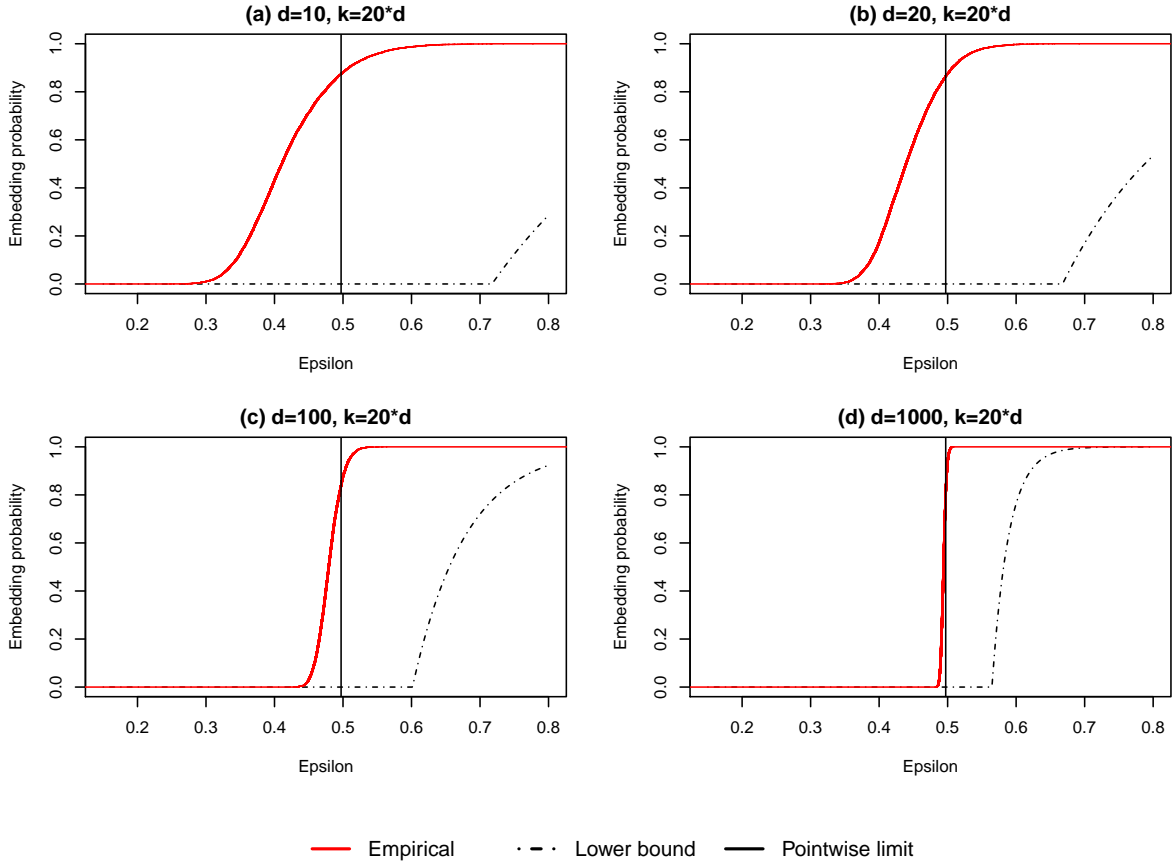 (a) d=10, k=20*d
Embedding probability
0.0 0.2 0.4 0.6 0.8 1.0
0.2 0.3 0.4 0.5 0.6 0.7 0.8
Epsilon
(b) d=20, k=20*d
Embedding probability
0.0 0.2 0.4 0.6 0.8 1.0
0.2 0.3 0.4 0.5 0.6 0.7 0.8
Epsilon
(c) d=100, k=20*d
Embedding probability
0.0 0.2 0.4 0.6 0.8 1.0
0.2 0.3 0.4 0.5 0.6 0.7 0.8
Epsilon
(d) d=1000, k=20*d
Embedding probability
0.0 0.2 0.4 0.6 0.8 1.0
0.2 0.3 0.4 0.5 0.6 0.7 0.8
Epsilon
Empirical Lower bound Pointwise limit